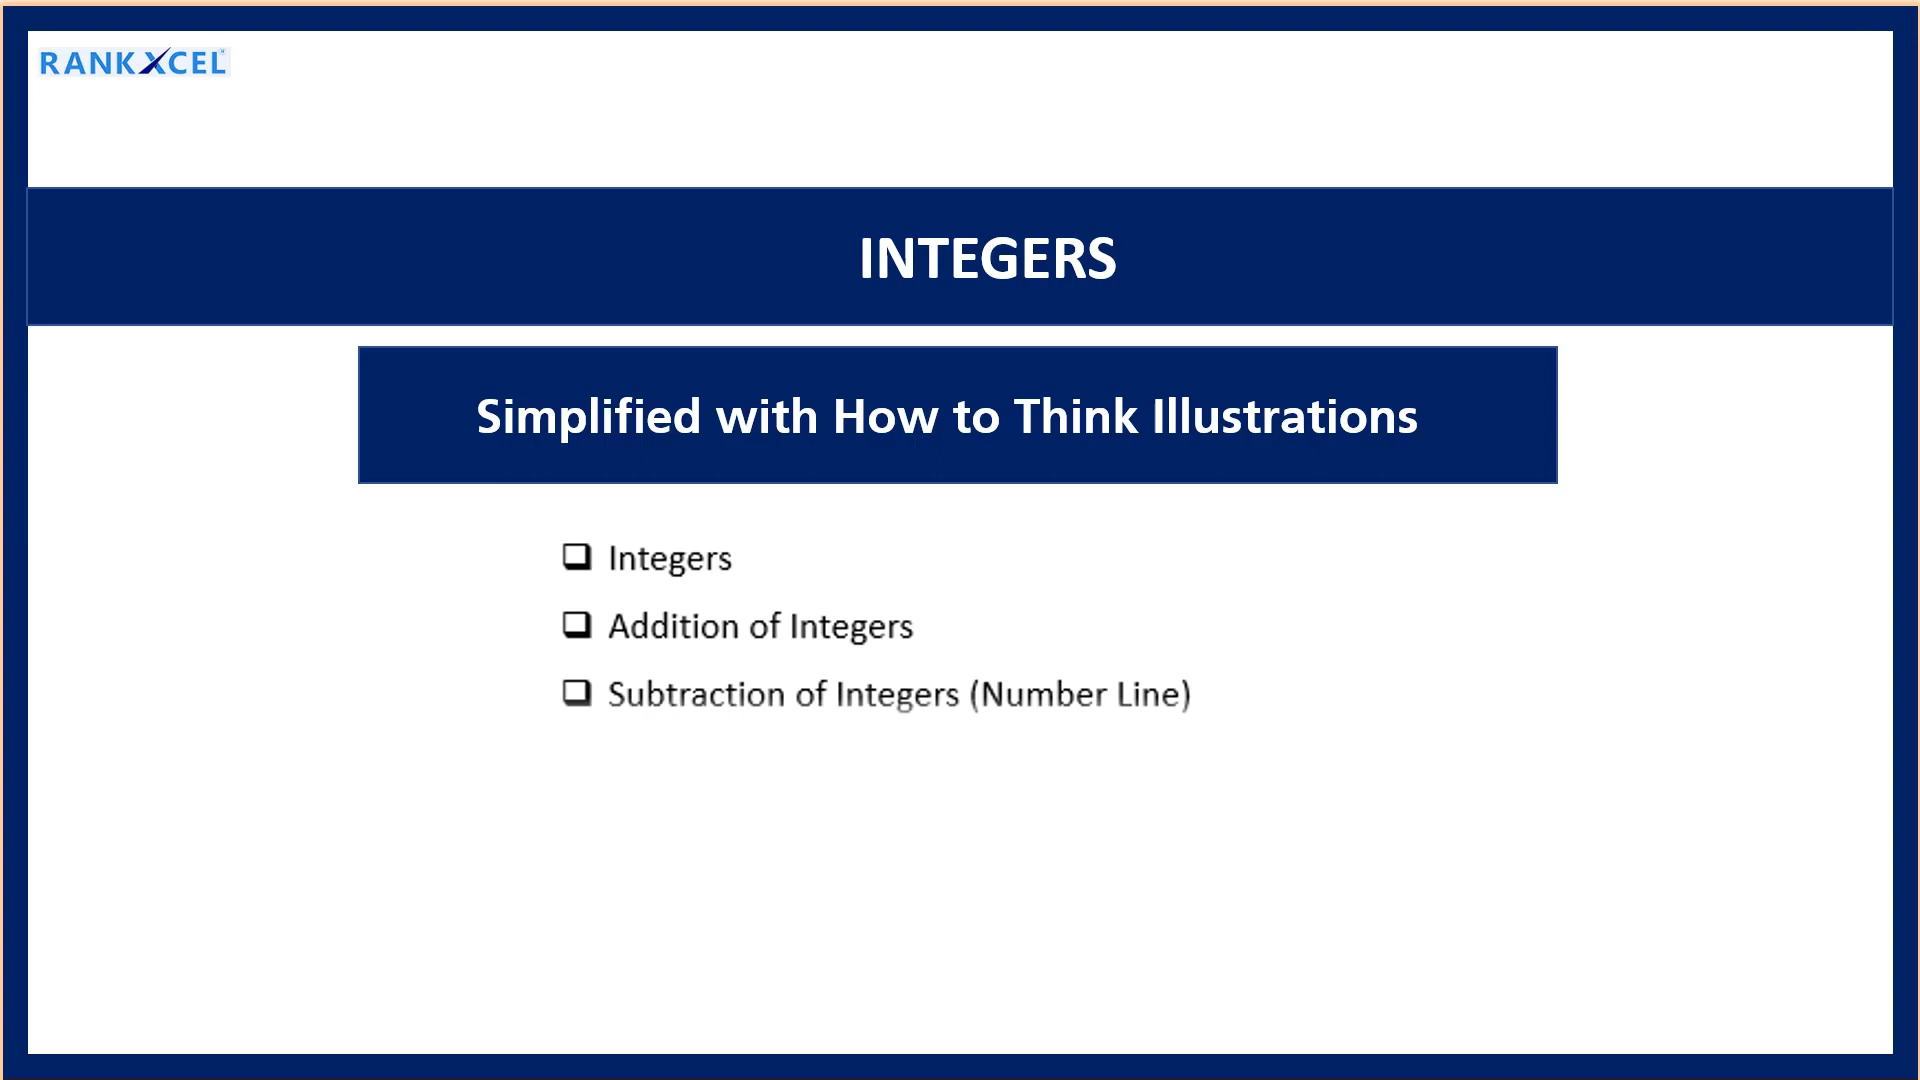 RANKXCEL
INTEGERS
Simplified with How to Think Illustrations
❑ Integers
❑ Addition of Integers
❑ Subtraction of Integers (Number Line)